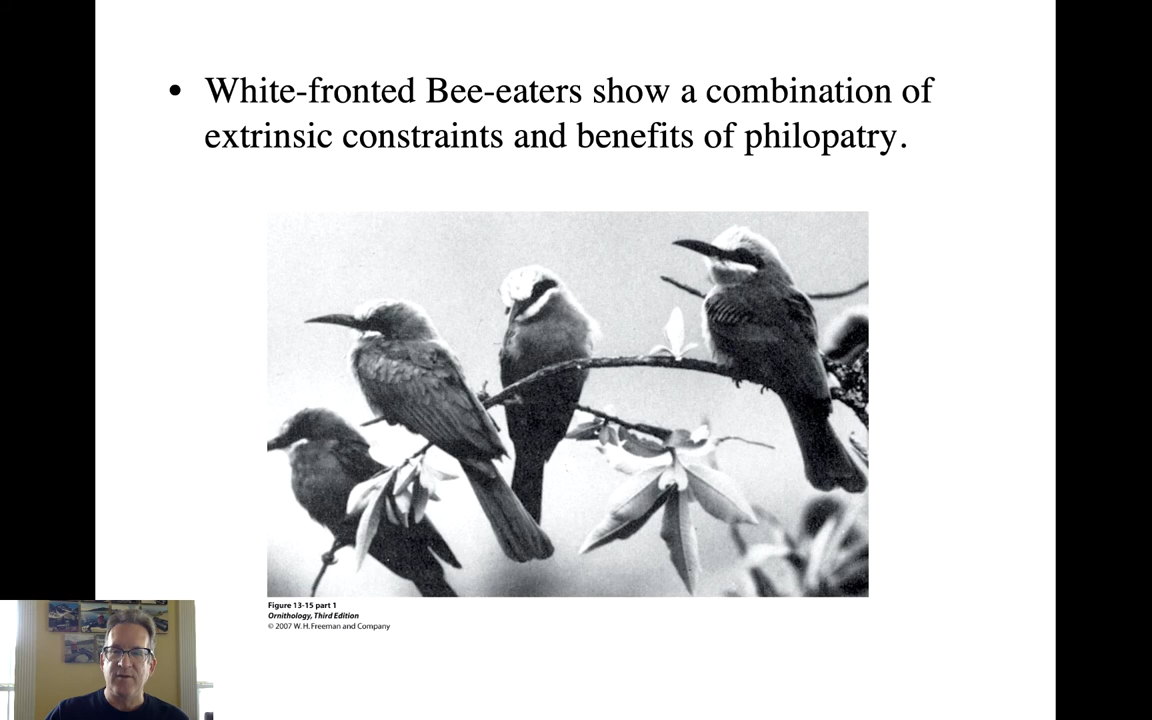 • White-fronted Bee-eaters show a combination of
extrinsic constraints and benefits of philopatry.
Figure 13-15 part 1
Ornithology, Third Edition
© 2007 W. H. Freeman and Company